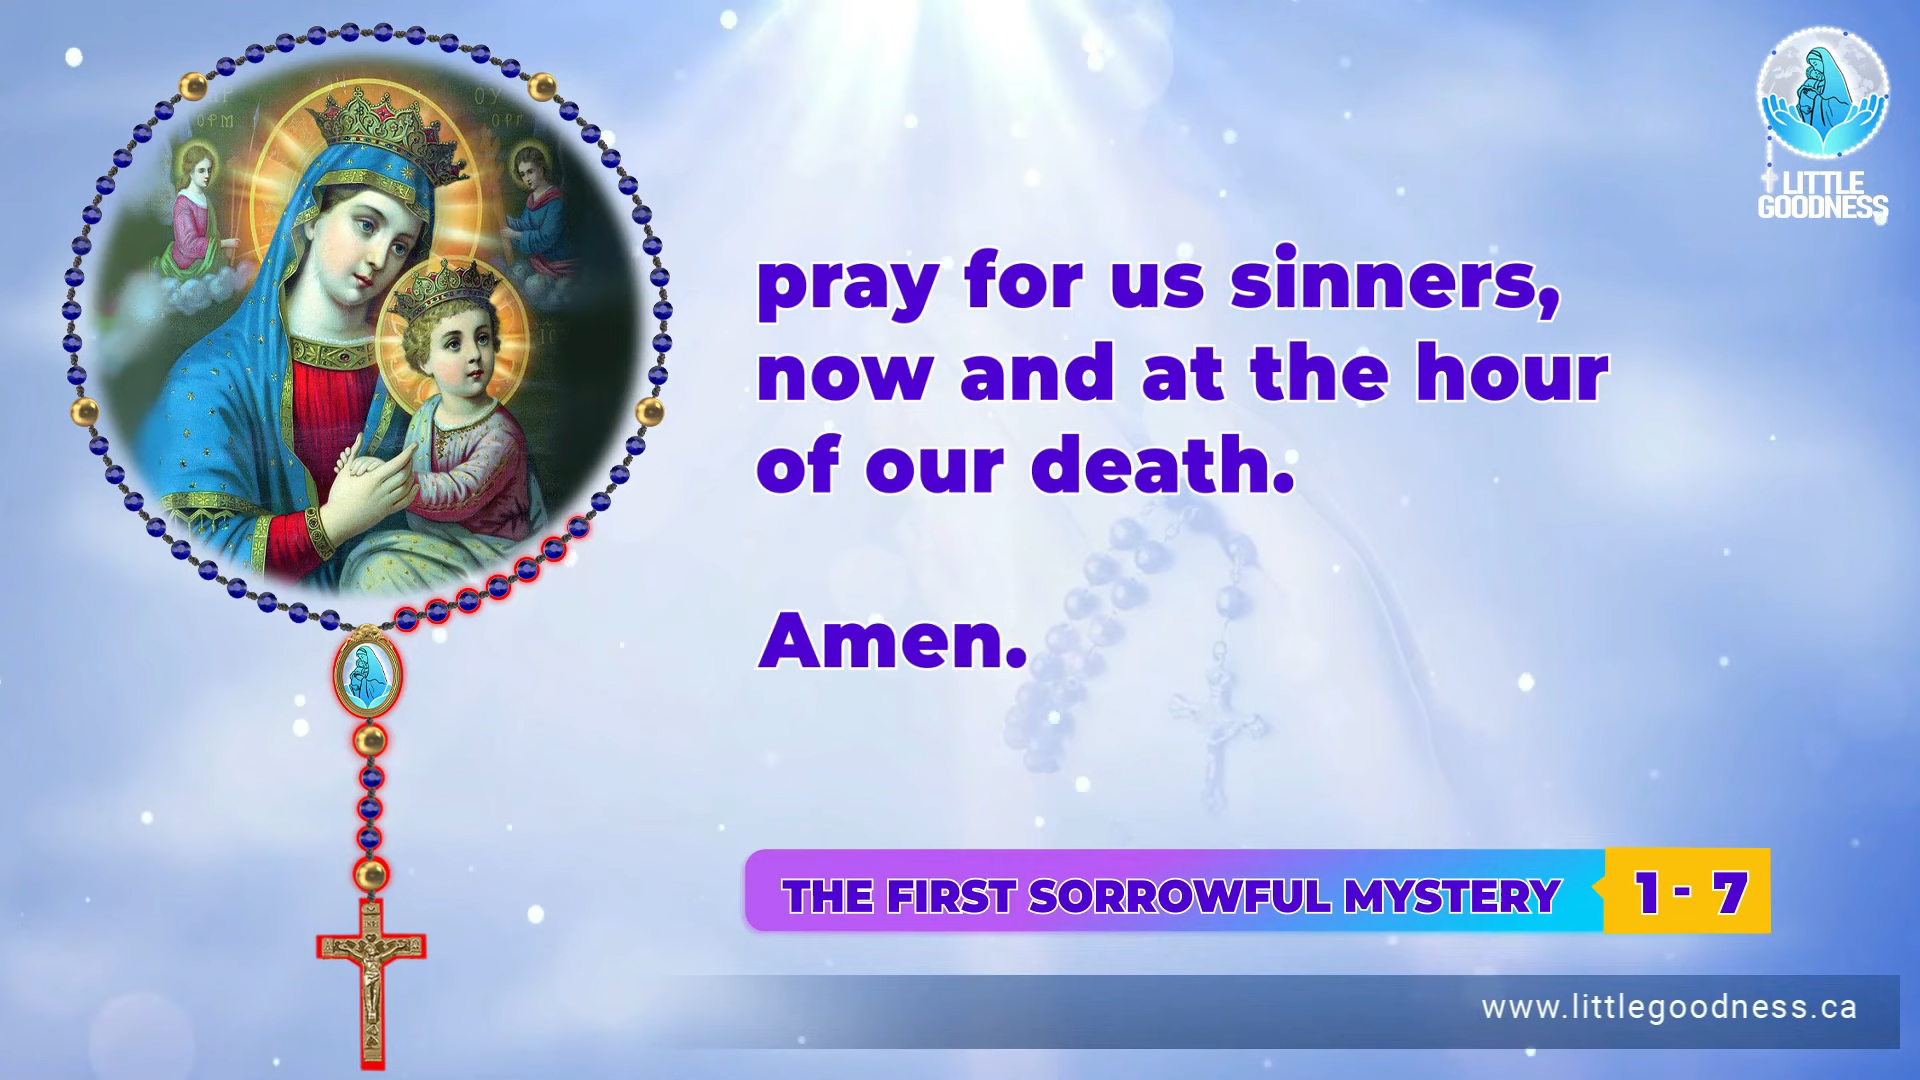 LITTLE
GOODNESS
pray for us sinners,
now and at the hour
of our death.
Amen.
THE FIRST SORROWFUL MYSTERY
1 - 7
www.littlegoodness.ca